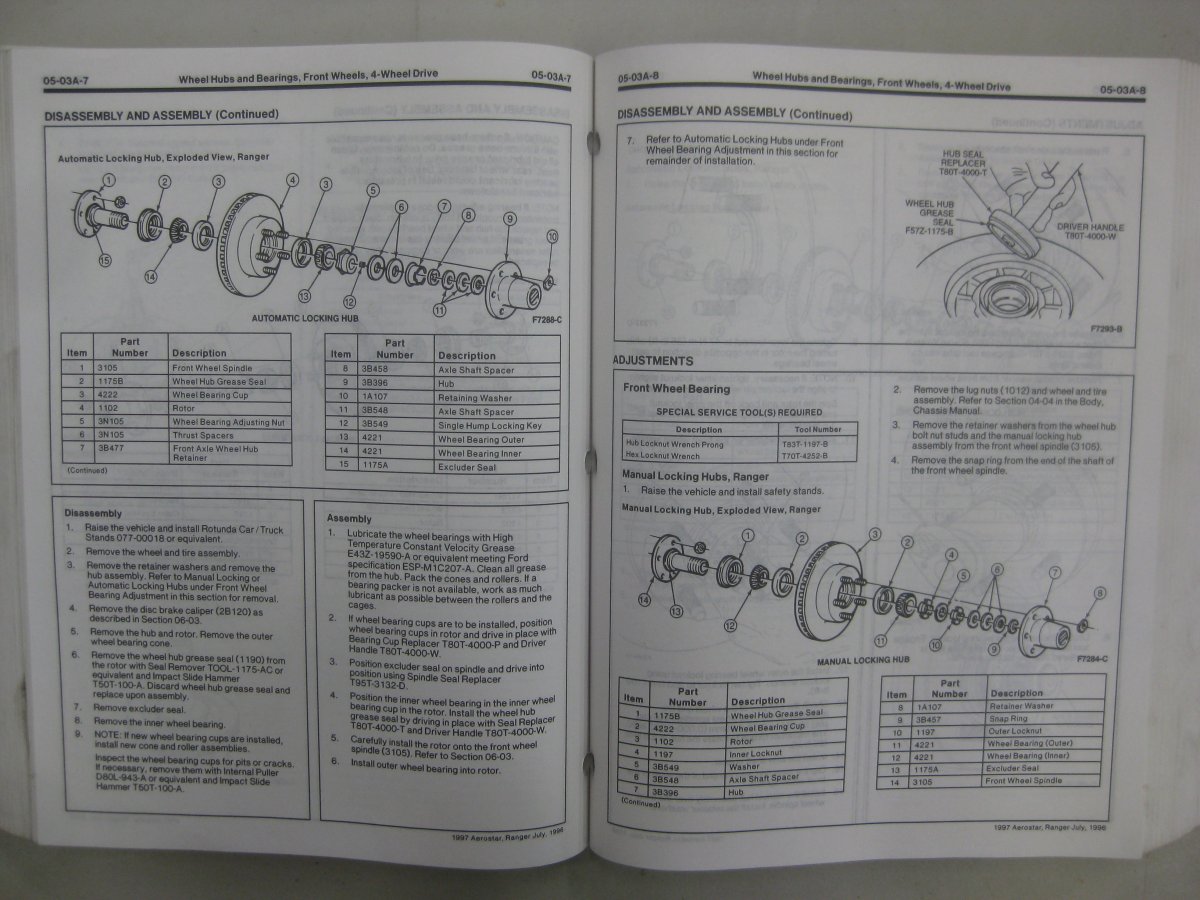 05-03A-7 Wheel Hubs and Bearings, Front Wheels, 4-Wheel Drive 05-03A-7
DISASSEMBLY AND ASSEMBLY (Continued)
Automatic Locking Hub, Exploded View, Ranger
1 2 3 4 3 5 6 7 8 9 10
15 14 13 12 11
AUTOMATIC LOCKING HUB
F7288-C
Item Part Number Description
1 3105 Front Wheel Spindle
2 1175B Wheel Hub Grease Seal
3 4222 Wheel Bearing Cup
4 1102 Rotor
5 3N105 Wheel Bearing Adjusting Nut
6 3N105 Thrust Spacers
7 3B477 Front Axle Wheel Hub
Retainer
(Continued)
Item Part Number Description
8 3B458 Axle Shaft Spacer
9 3B396 Hub
10 1A107 Retaining Washer
11 3B548 Axle Shaft Spacer
12 3B549 Single Hump Locking Key
13 4221 Wheel Bearing Outer
14 4221 Wheel Bearing Inner
15 1175A Excluder Seal
Disassembly
1. Raise the vehicle and install Rotunda Car / Truck
Stands 077-00018 or equivalent.
2. Remove the wheel and tire assembly.
3. Remove the retainer washers and remove the
hub assembly. Refer to Manual Locking or
Automatic Locking Hubs under Front Wheel
Bearing Adjustment in this section for removal.
4. Remove the disc brake caliper (2B120) as
described in Section 06-03.
5. Remove the hub and rotor. Remove the outer
wheel bearing cone.
6. Remove the wheel hub grease seal (1190) from
the rotor with Seal Remover TOOL-1175-AC or
equivalent and Impact Slide Hammer
T50T-100-A. Discard wheel hub grease seal and
replace upon assembly.
7. Remove excluder seal.
8. Remove the inner wheel bearing.
9. NOTE: If new wheel bearing cups are installed,
install new cone and roller assemblies.
Inspect the wheel bearing cups for pits or cracks.
If necessary, remove them with Internal Puller
D80L-943-A or equivalent and Impact Slide
Hammer T50T-100-A.
Assembly
1. Lubricate the wheel bearings with High
Temperature Constant Velocity Grease
E43Z-19590-A or equivalent meeting Ford
specification ESP-M1C207-A. Clean all grease
from the hub. Pack the cones and rollers. If a
bearing packer is not available, work as much
lubricant as possible between the rollers and the
cages.
2. If wheel bearing cups are to be installed, position
wheel bearing cups in rotor and drive in place with
Bearing Cup Replacer T80T-4000-P and Driver
Handle T80T-4000-W.
3. Position excluder seal on spindle and drive into
position using Spindle Seal Replacer
T95T-3132-D.
4. Position the inner wheel bearing in the inner wheel
bearing cup in the rotor. Install the wheel hub
grease seal by driving in place with Seal Replacer
T80T-4000-T and Driver Handle T80T-4000-W.
5. Carefully install the rotor onto the front wheel
spindle (3105). Refer to Section 06-03.
6. Install outer wheel bearing into rotor.
1997 Aerostar, Ranger July, 1996
05-03A-8 Wheel Hubs and Bearings, Front Wheels, 4-Wheel Drive 05-03A-8
DISASSEMBLY AND ASSEMBLY (Continued)
7. Refer to Automatic Locking Hubs under Front
Wheel Bearing Adjustment in this section for
remainder of installation.
HUB SEAL
REPLACER
T80T-4000-T
WHEEL HUB
GREASE
SEAL
F57Z-1175-B
DRIVER HANDLE
T80T-4000-W
F7293-B
ADJUSTMENTS
Front Wheel Bearing
SPECIAL SERVICE TOOL(S) REQUIRED
Description Tool Number
Hub Locknut Wrench Prong T83T-1197-B
Hex Locknut Wrench T70T-4252-B
Manual Locking Hubs, Ranger
1. Raise the vehicle and install safety stands.
2. Remove the lug nuts (1012) and wheel and tire
assembly. Refer to Section 04-04 in the Body,
Chassis Manual.
3. Remove the retainer washers from the wheel hub
bolt nut studs and the manual locking hub
assembly from the front wheel spindle (3105).
4. Remove the snap ring from the end of the shaft of
the front wheel spindle.
Manual Locking Hub, Exploded View, Ranger
1 2 3 2 4 5 6 7 8
14 13 12 11 10 9
MANUAL LOCKING HUB
F7284-C
Item Part Number Description
1 1175B Wheel Hub Grease Seal
2 4222 Wheel Bearing Cup
3 1102 Rotor
4 1197 Inner Locknut
5 3B549 Washer
6 3B548 Axle Shaft Spacer
7 3B396 Hub
(Continued)
Item Part Number Description
8 1A107 Retainer Washer
9 3B457 Snap Ring
10 1197 Outer Locknut
11 4221 Wheel Bearing (Outer)
12 4221 Wheel Bearing (Inner)
13 1175A Excluder Seal
14 3105 Front Wheel Spindle
1997 Aerostar, Ranger July, 1996